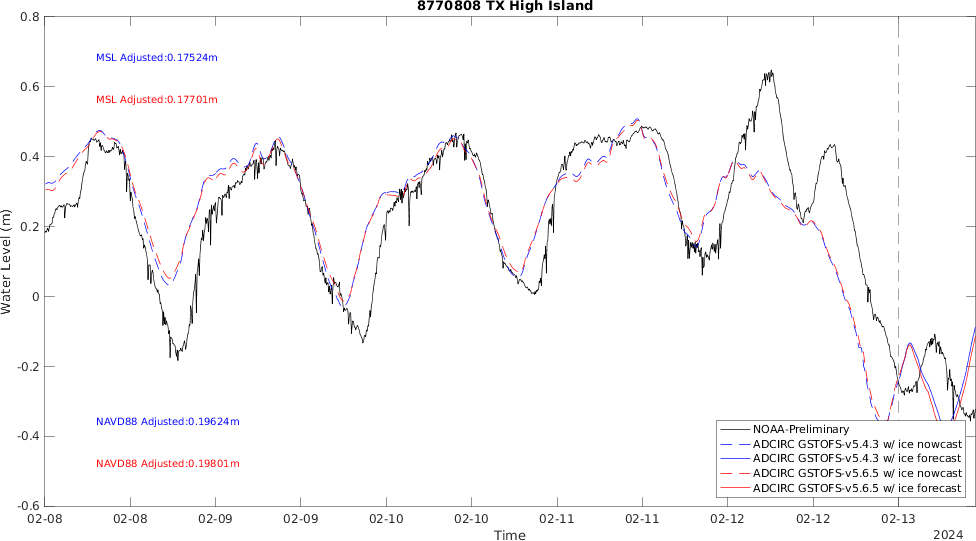 8770808 TX High Island
0.8
MSL Adjusted:0.17524m
0.6
MSL Adjusted:0.17701m
0.4
0.2
Water Level (m)
0
-0.2
NAVD88 Adjusted:0.19624m
-0.4
NAVD88 Adjusted:0.19801m
-0.6
NOAA-Preliminary
ADCIRC GSTOFS-v5.4.3 w/ ice nowcast
ADCIRC GSTOFS-v5.4.3 w/ ice forecast
ADCIRC GSTOFS-v5.6.5 w/ ice nowcast
ADCIRC GSTOFS-v5.6.5 w/ ice forecast
02-08 02-08 02-09 02-09 02-10 02-10 02-11 02-11 02-12 02-12 02-13
Time
2024